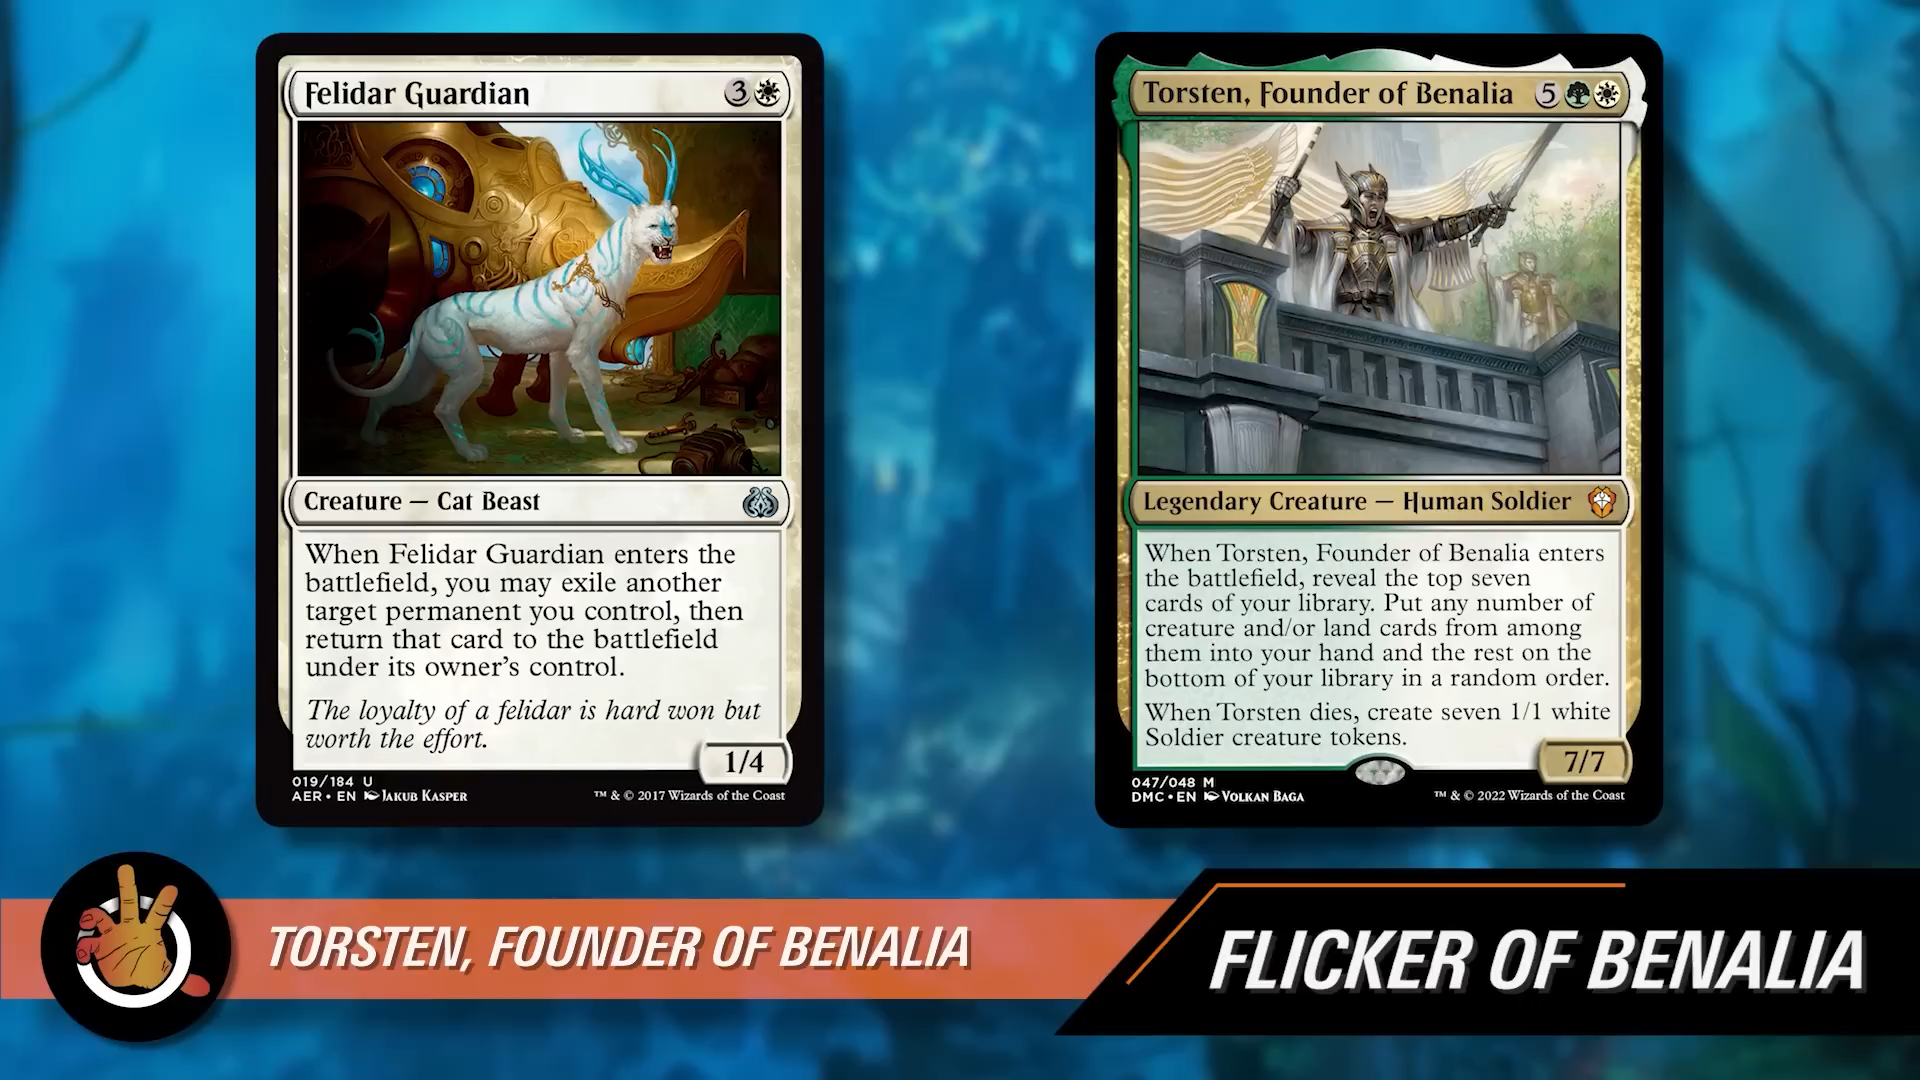 Felidar Guardian 3
Creature — Cat Beast
When Felidar Guardian enters the
battlefield, you may exile another
target permanent you control, then
return that card to the battlefield
under its owner's control.
The loyalty of a felidar is hard won but
worth the effort.
1/4
019/184 U
AER • EN Jakub Kasper
™ & © 2017 Wizards of the Coast
Torsten, Founder of Benalia 5
Legendary Creature — Human Soldier
When Torsten, Founder of Benalia enters
the battlefield, reveal the top seven
cards of your library. Put any number of
creature and/or land cards from among
them into your hand and the rest on the
bottom of your library in a random order.
When Torsten dies, create seven 1/1 white
Soldier creature tokens.
7/7
047/048 M
DMC • EN Volkan Baga
™ & © 2022 Wizards of the Coast
TORSTEN, FOUNDER OF BENALIA
FLICKER OF BENALIA